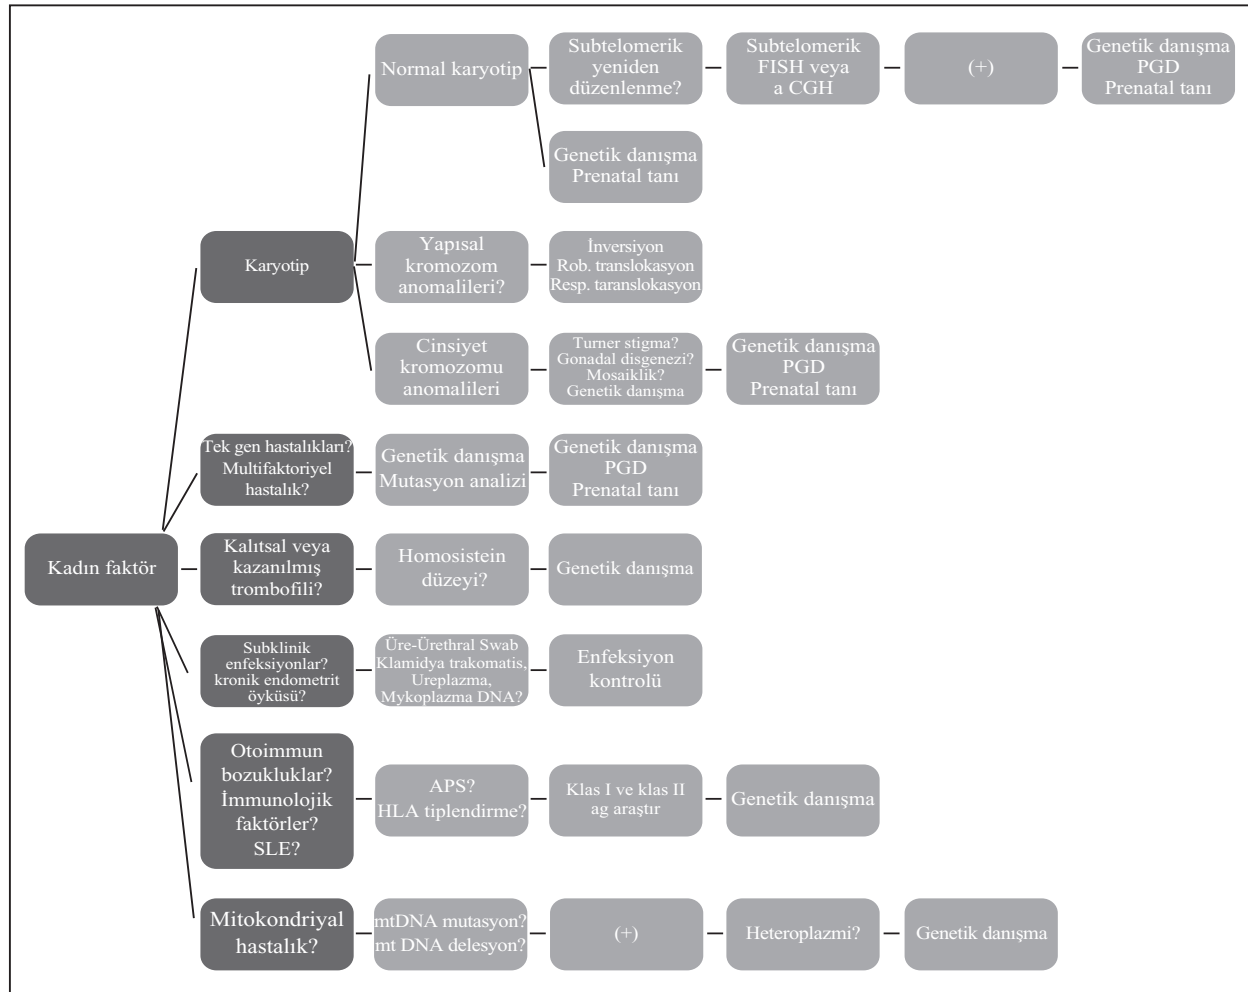 Normal karyotip
Subtelomerik
yeniden
düzenlenme?
Subtelomerik
FISH veya
a CGH
(+)
Genetik danışma
PGD
Prenatal tanı
Genetik danışma
Prenatal tanı
Karyotip
Yapısal
kromozom
anomalileri?
İnversiyon
Rob. translokasyon
Resp. taranslokasyon
Cinsiyet
kromozomu
anomalileri
Turner stigma?
Gonadal disgenezi?
Mosaiklik?
Genetik danışma
Genetik danışma
PGD
Prenatal tanı
Tek gen hastalıkları?
Multifaktoriyel
hastalık?
Genetik danışma
Mutasyon analizi
Genetik danışma
PGD
Prenatal tanı
Kadın faktör
Kalıtsal veya
kazanılmış
trombofili?
Homosistein
düzeyi?
Genetik danışma
Subklinik
enfeksiyonlar?
kronik endometrit
öyküsü?
Üre-Ürethral Swab
Klamidya trakomatis,
Ureplazma,
Mykoplazma DNA?
Enfeksiyon
kontrolü
Otoimmun
bozukluklar?
İmmunolojik
faktörler?
SLE?
APS?
HLA tiplendirme?
Klas I ve klas II
ag araştır
Genetik danışma
Mitokondriyal
hastalık?
mtDNA mutasyon?
mt DNA delesyon?
(+)
Heteroplazmi?
Genetik danışma